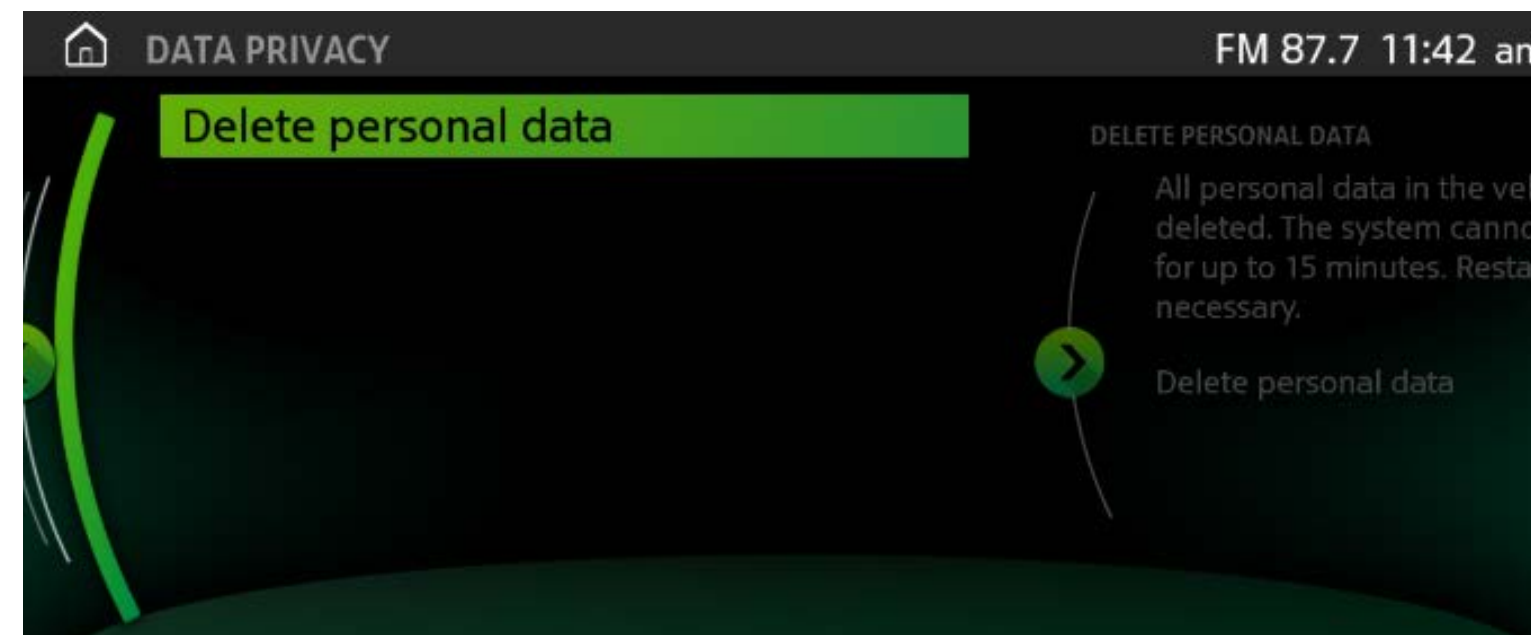 DATA PRIVACY
FM 87.7 11:42
Delete personal data
DELETE PERSONAL DATA
All personal data in the
deleted. The system
for up to 15 minutes.
necessary.
Delete personal data